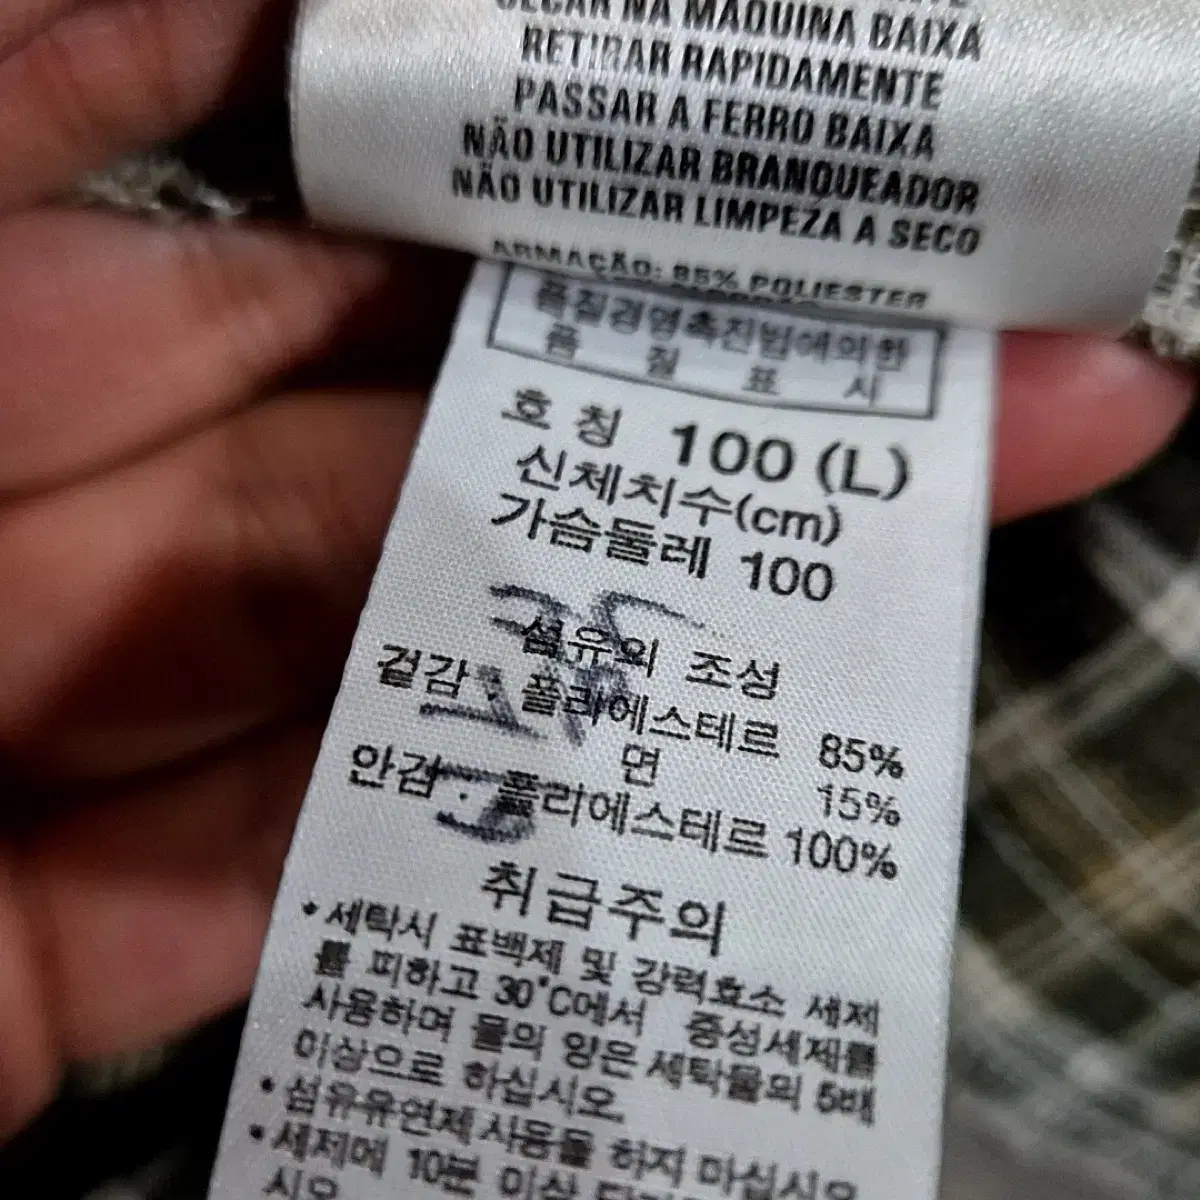 SECAR NA MAQUINA BAIXA
RETIRAR RAPIDAMENTE
PASSAR A FERRO BAIXA
NÃO UTILIZAR BRANQUEADOR
NÃO UTILIZAR LIMPEZA A SECO
ARMAÇÃO: 85% POLIESTER
품질경영촉진법에의한
품 질 표 시
호 칭 100 (L)
신체치수(cm)
가슴둘레 100
섬유의 조성
겉감 : 폴리에스테르 85%
면 15%
안감 : 폴리에스테르 100%
취급주의
• 세탁시 표백제 및 강력효소 세제
를 피하고 30°C에서 중성세제를
사용하며 물의 양은 세탁물의 5배
이상으로 하십시오.
• 섬유유연제 사용을 하지 마십시오
• 세제에 10분 이상
시오